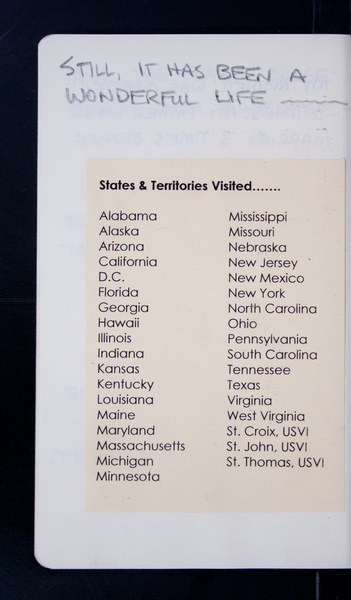 STILL, IT HAS BEEN A
WONDERFUL LIFE
States & Territories Visited.......
Alabama
Alaska
Arizona
California
D.C.
Florida
Georgia
Hawaii
Illinois
Indiana
Kansas
Kentucky
Louisiana
Maine
Maryland
Massachusetts
Michigan
Minnesota
Mississippi
Missouri
Nebraska
New Jersey
New Mexico
New York
North Carolina
Ohio
Pennsylvania
South Carolina
Tennessee
Texas
Virginia
West Virginia
St. Croix, USVI
St. John, USVI
St. Thomas, USVI